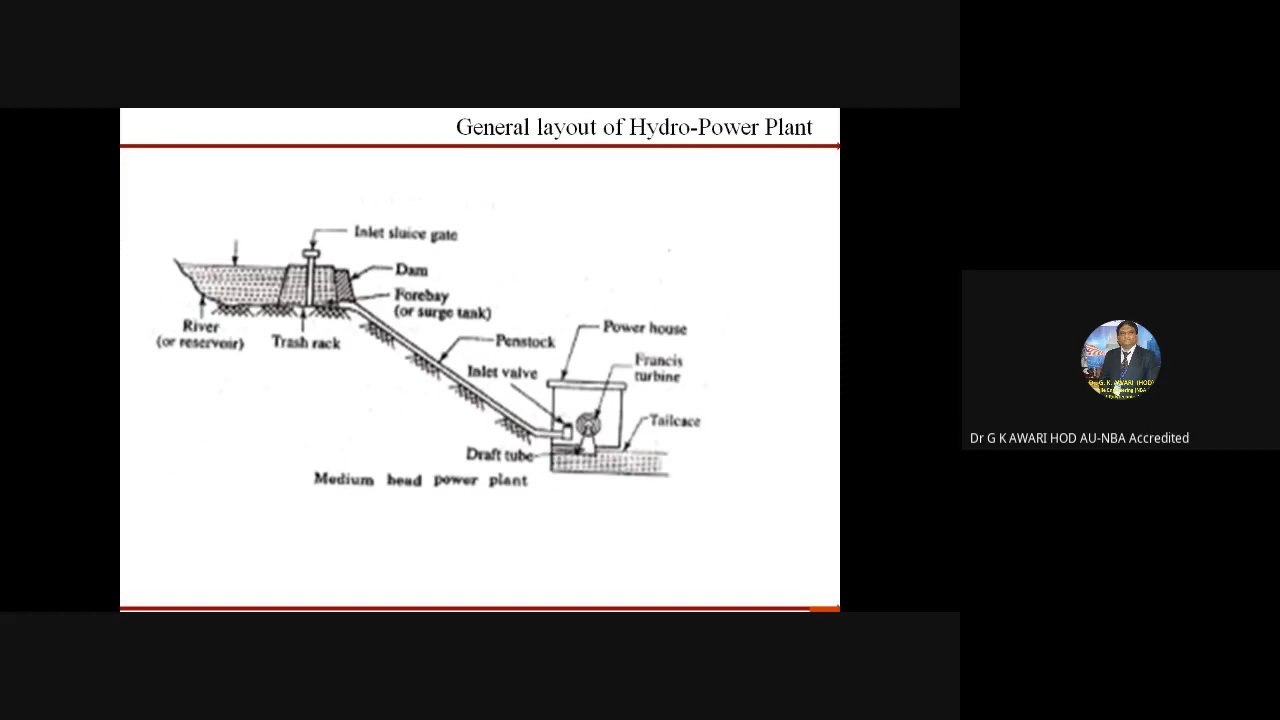 General layout of Hydro-Power Plant
Inlet sluice gate
Dam
Forebay
(or surge tank)
River
(or reservoir)
Trash rack
Penstock
Power house
Inlet valve
Francis
turbine
Tailrace
Draft tube
Medium head power plant
Dr G K AWARI HOD AU-NBA Accredited